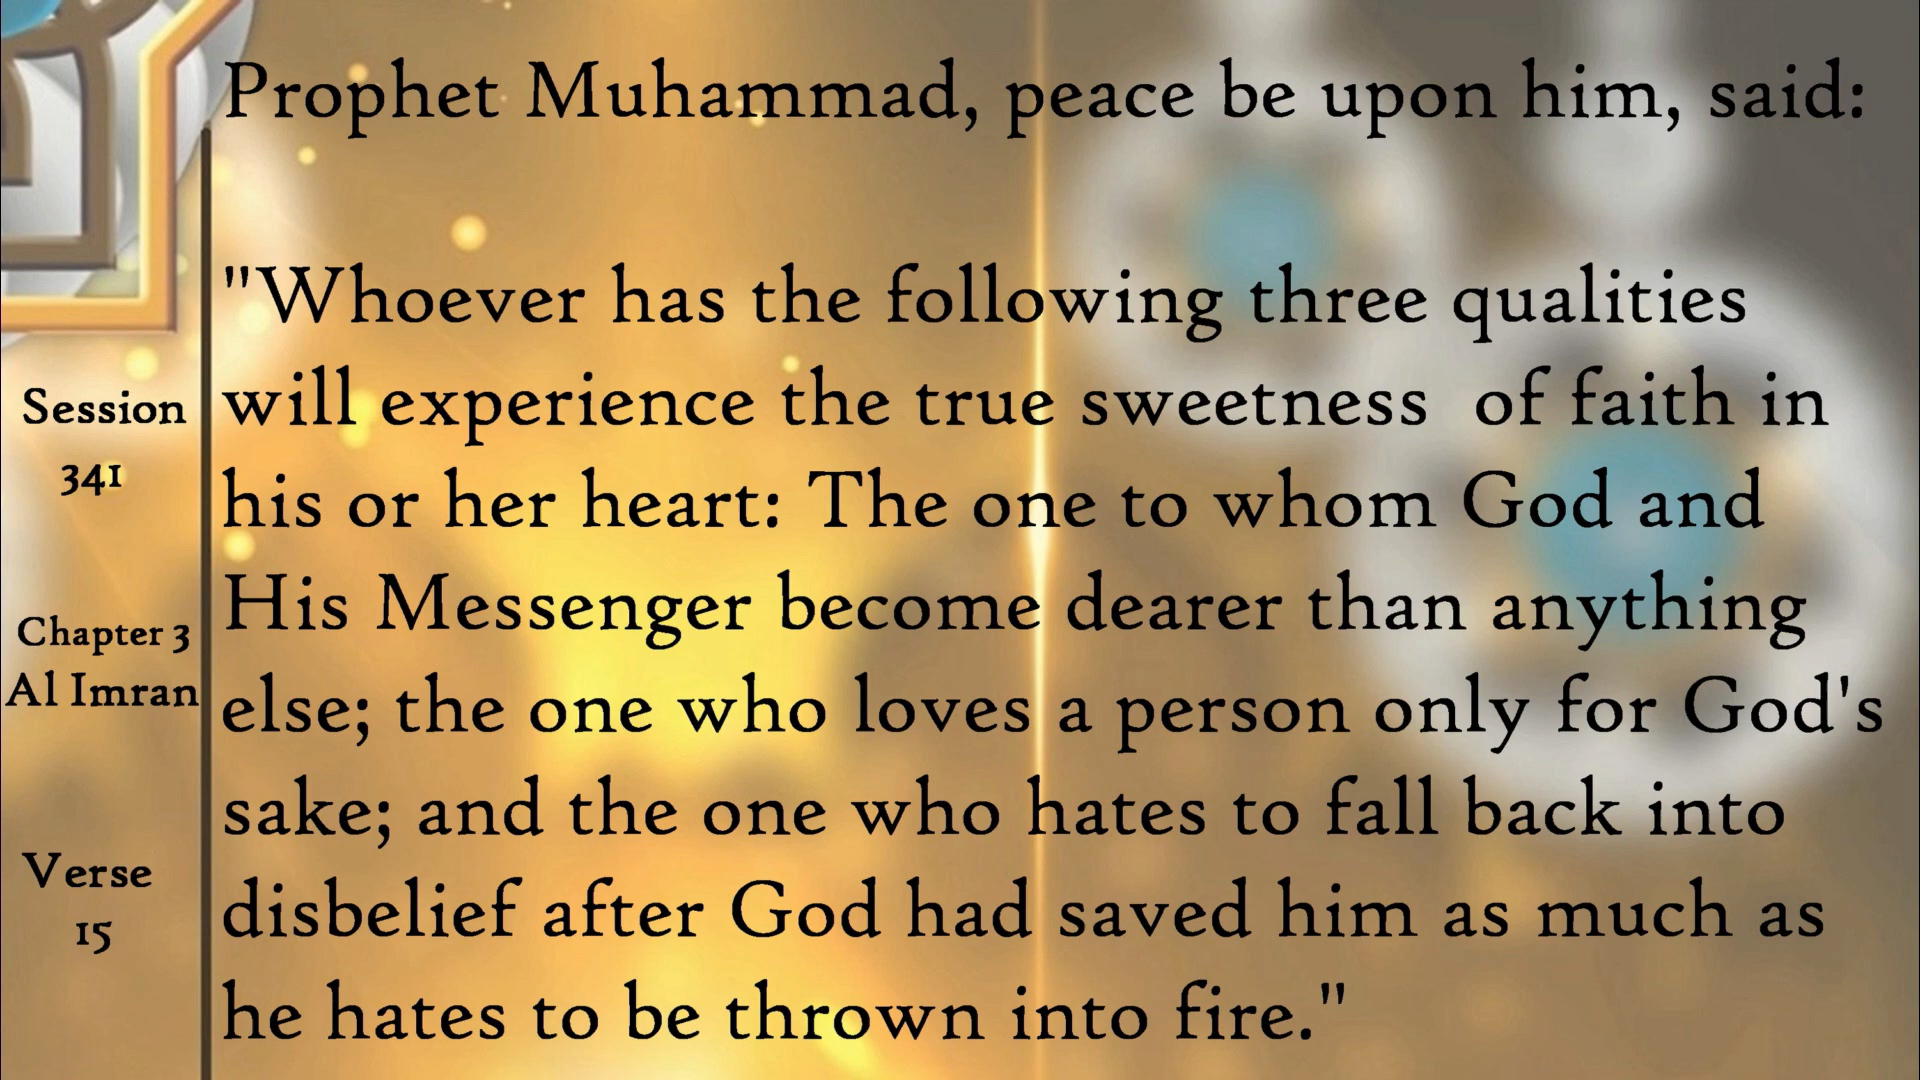 Prophet Muhammad, peace be upon him, said:
"Whoever has the following three qualities
will experience the true sweetness of faith in
his or her heart: The one to whom God and
His Messenger become dearer than anything
else; the one who loves a person only for God's
sake; and the one who hates to fall back into
disbelief after God had saved him as much as
he hates to be thrown into fire."
Session
341
Chapter 3
Al Imran
Verse
15